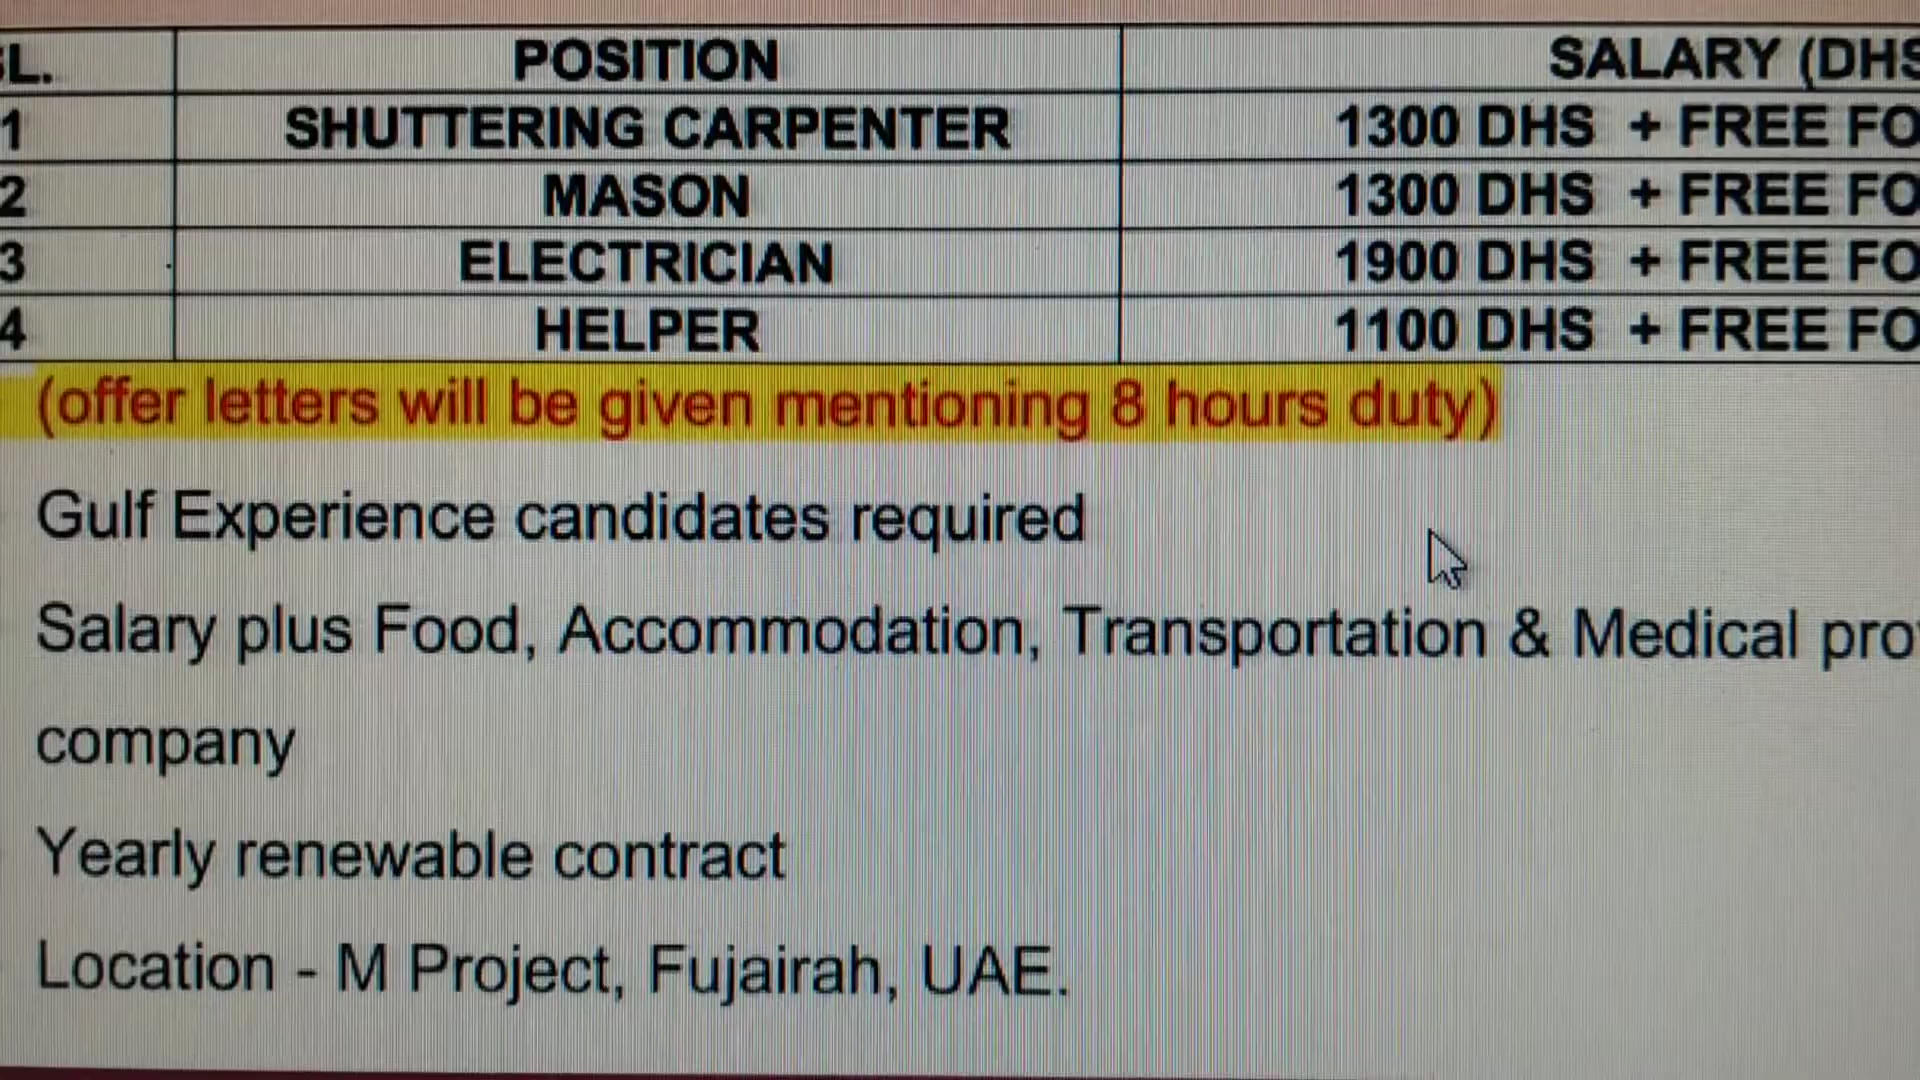 SL. POSITION SALARY (DHS
1 SHUTTERING CARPENTER 1300 DHS + FREE FO
2 MASON 1300 DHS + FREE FO
3 ELECTRICIAN 1900 DHS + FREE FO
4 HELPER 1100 DHS + FREE FO
(offer letters will be given mentioning 8 hours duty)
Gulf Experience candidates required
Salary plus Food, Accommodation, Transportation & Medical pro
company
Yearly renewable contract
Location - M Project, Fujairah, UAE.